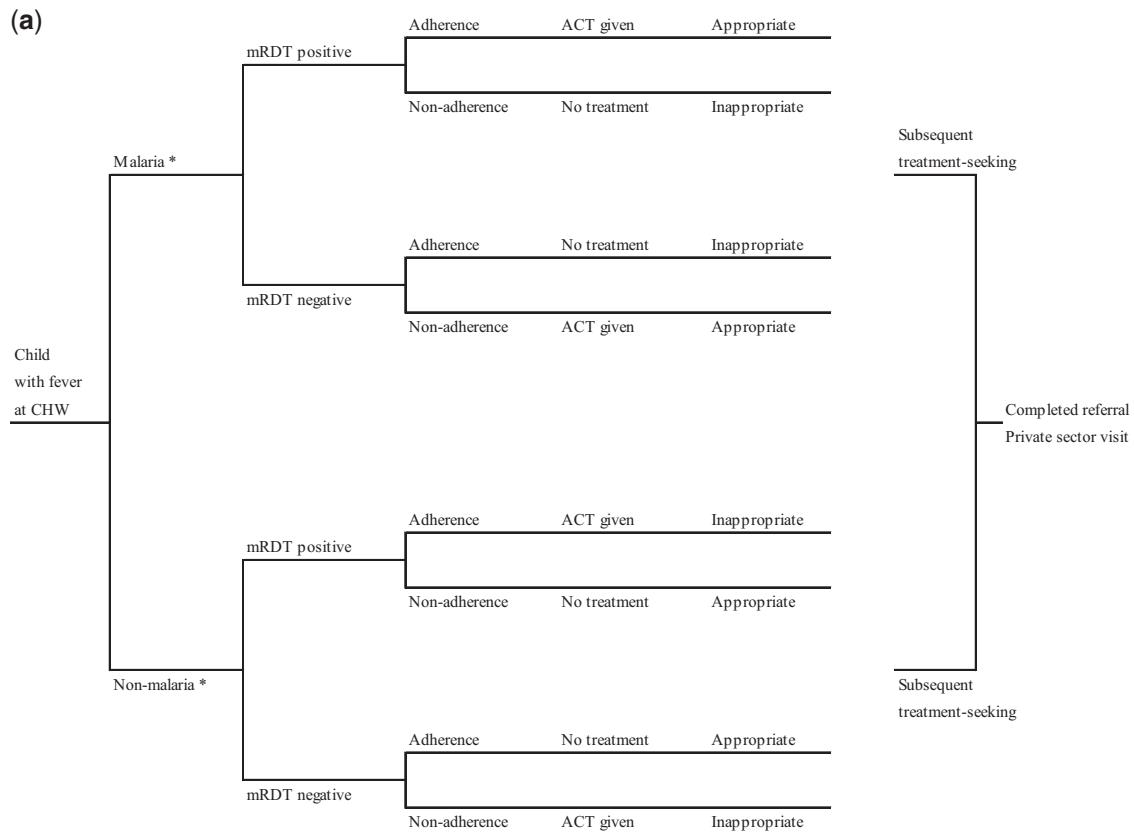 (a)
Adherence ACT given Appropriate
mRDT positive
Non-adherence No treatment Inappropriate
Subsequent
treatment-seeking
Malaria *
Adherence No treatment Inappropriate
mRDT negative
Non-adherence ACT given Appropriate
Child
with fever
at CHW
Completed referral
Private sector visit
Adherence ACT given Inappropriate
mRDT positive
Non-adherence No treatment Appropriate
Non-malaria *
Subsequent
treatment-seeking
Adherence No treatment Appropriate
mRDT negative
Non-adherence ACT given Inappropriate